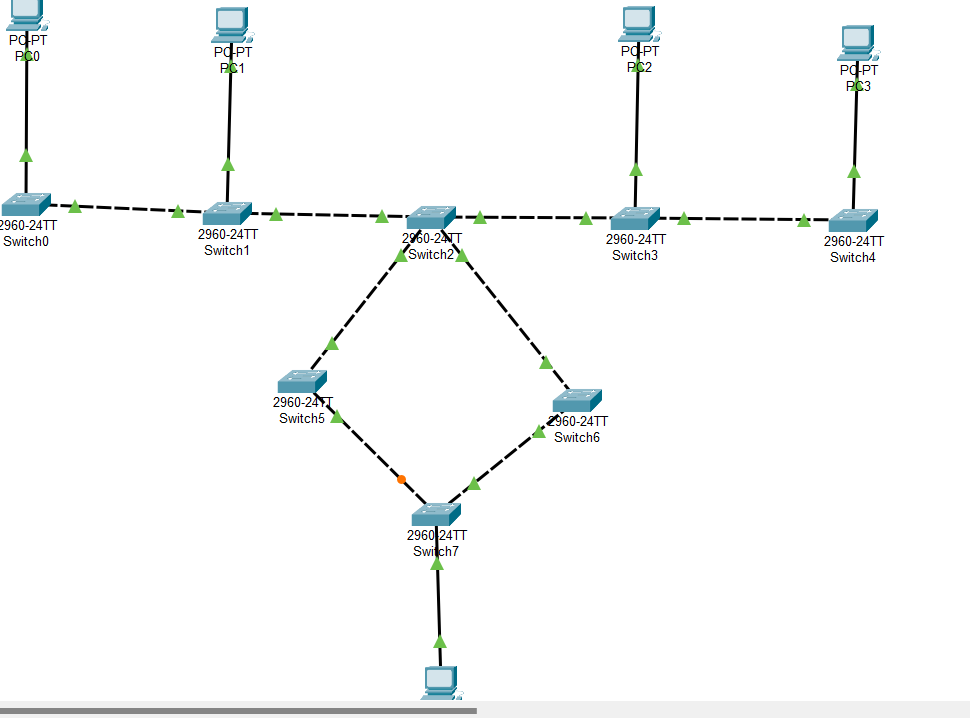 PC-PT
PC0
PC-PT
PC1
PC-PT
PC2
PC-PT
PC3
2960-24TT
Switch0
2960-24TT
Switch1
2960-24TT
Switch2
2960-24TT
Switch3
2960-24TT
Switch4
2960-24TT
Switch5
2960-24TT
Switch6
2960-24TT
Switch7